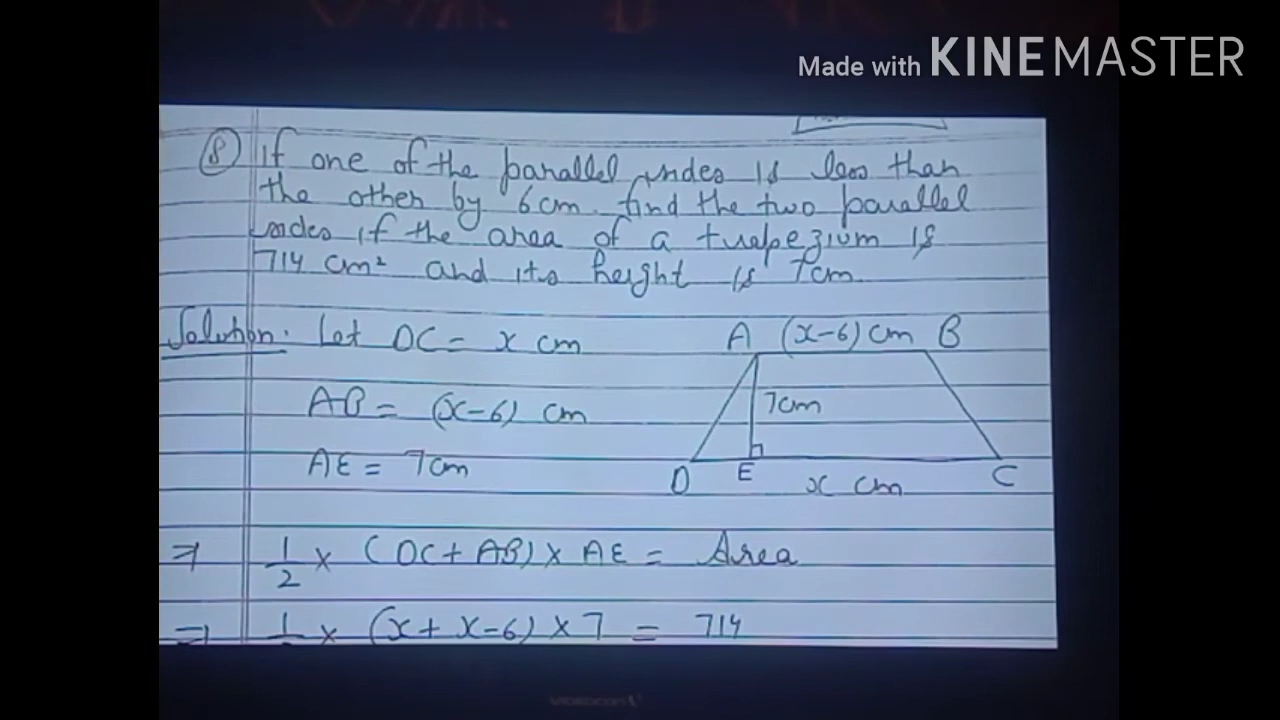 Made with KINEMASTER
8 If one of the parallel sides is less than
the other by 6cm. find the two parallel
sides if the area of a trapezium is
714 cm² and its height is 7cm.
Solution. Let DC = x cm
A (x-6) cm B
AB = (x-6) cm
7cm
AE = 7cm
D E x cm C
⇒ 1/2 × (DC + AB) × AE = Area
⇒ 1/2 × (x + x-6) × 7 = 714
VIDEOCON